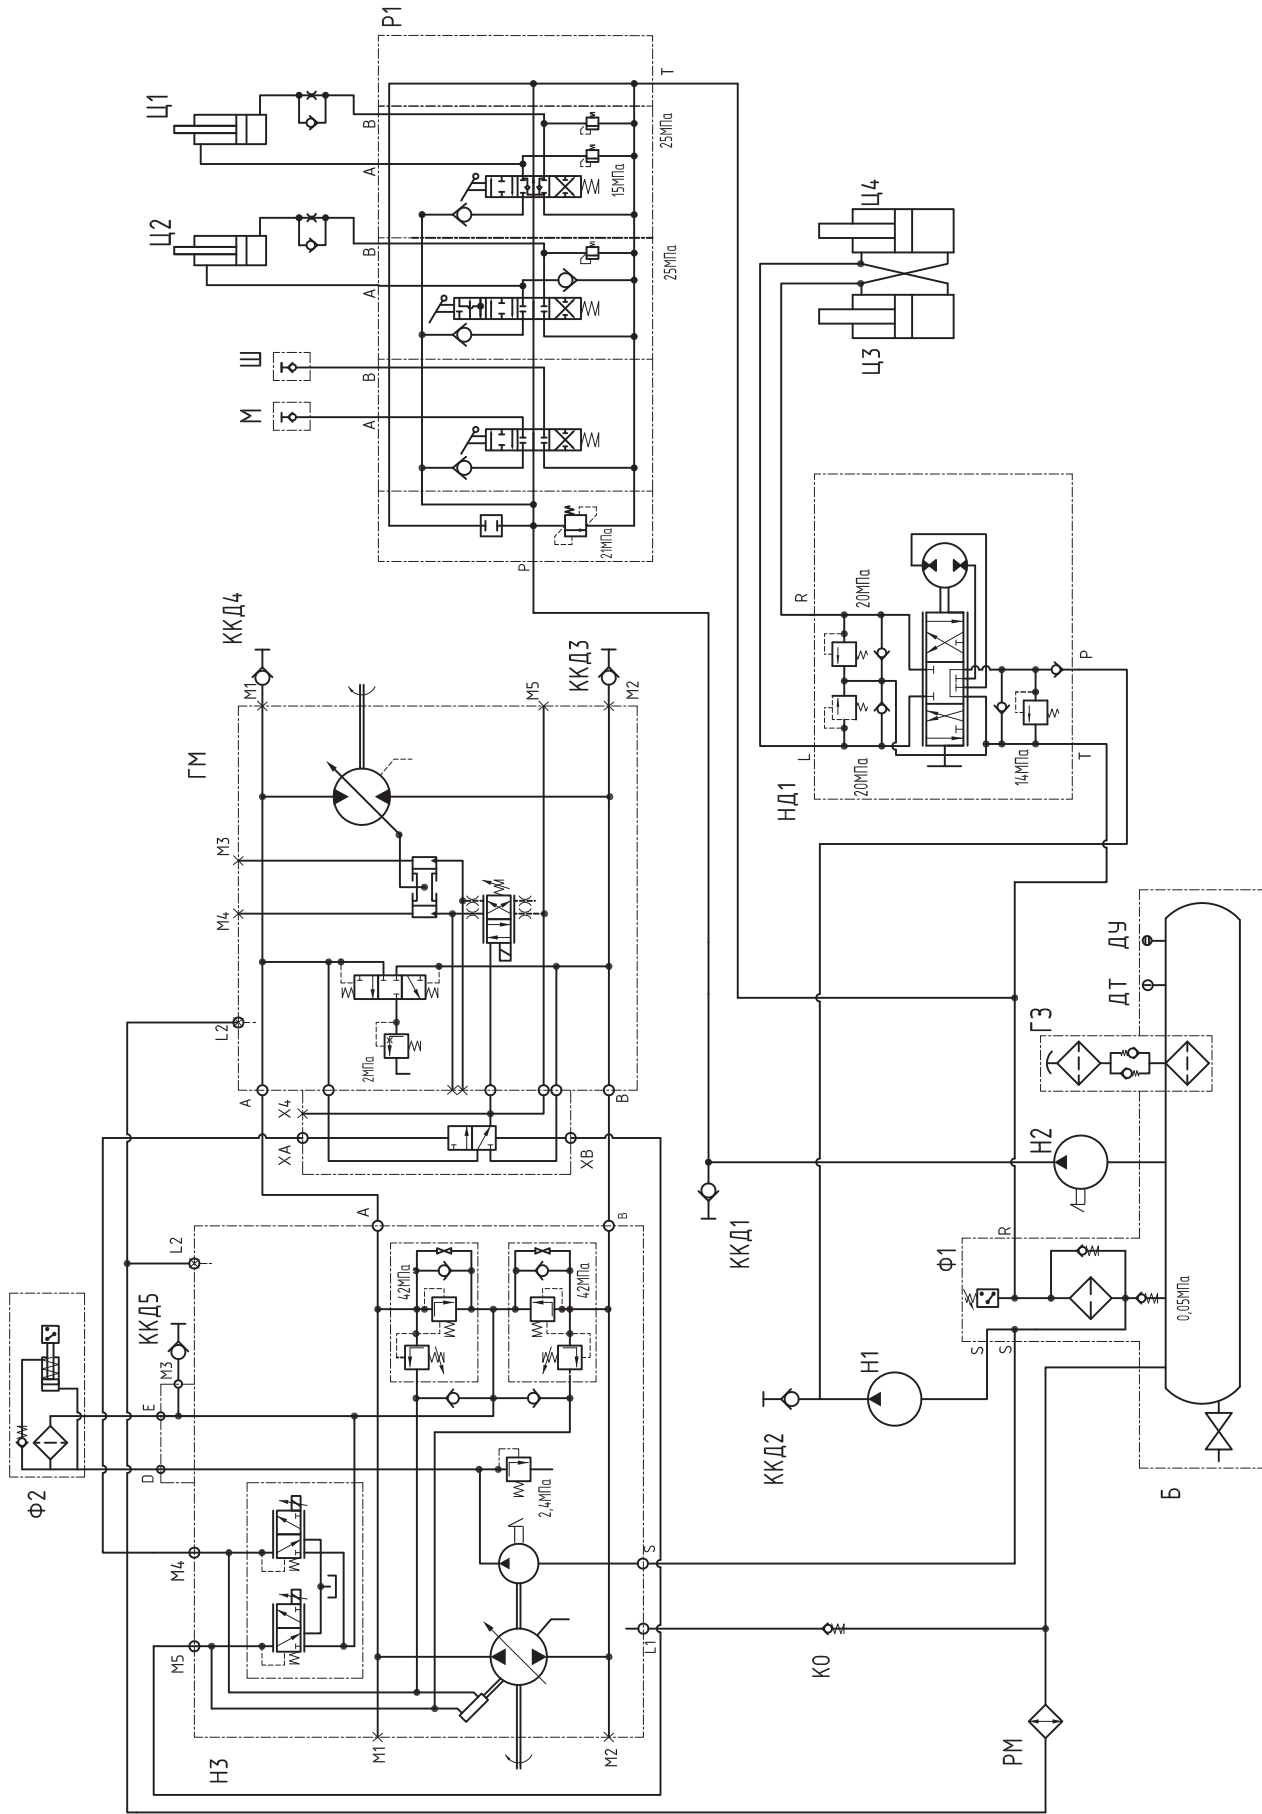 Р1
Ц1
Т
В
25МПа
А
15МПа
Ц2
В
25МПа
А
Ц4
Ш
Ц3
В
М
А
21МПа
Р
ККД4
R
20МПа
ККД3
М1
М5
М2
Р
ГМ
L
20МПа
14МПа
Т
НД1
М3
М4
ДУ
ДТ
L2
ГЗ
2МПа
А
Х4
В
ХА
ХВ
Н2
А
В
ККД1
R
Ф1
L2
42МПа
42МПа
0,05МПа
ККД5
S
S
М3
Н1
E
ККД2
D
Ф2
2,4МПа
Б
М4
S
М5
L1
КО
М1
М2
РМ
Н3